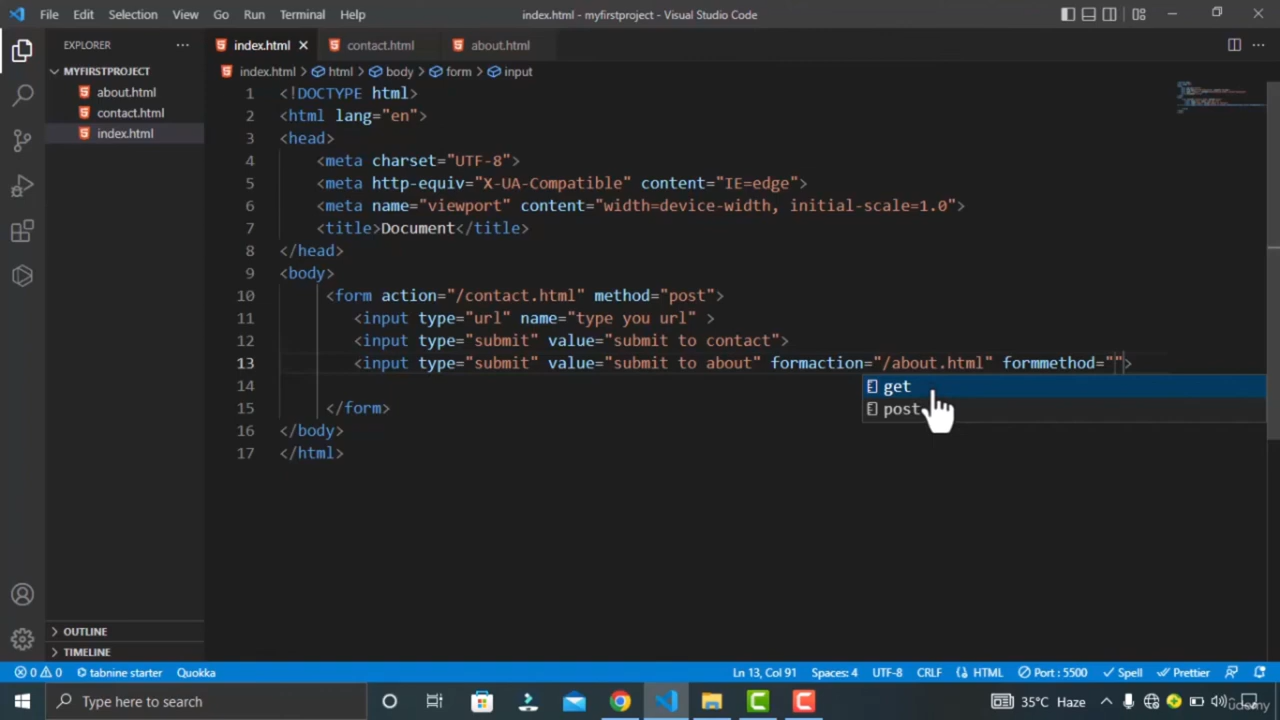 File Edit Selection View Go Run Terminal Help index.html - myfirstproject - Visual Studio Code
EXPLORER ··· index.html contact.html about.html ···
MYFIRSTPROJECT index.html > html > body > form > input
about.html
contact.html
index.html
1 <!DOCTYPE html>
2 <html lang="en">
3 <head>
4 <meta charset="UTF-8">
5 <meta http-equiv="X-UA-Compatible" content="IE=edge">
6 <meta name="viewport" content="width=device-width, initial-scale=1.0">
7 <title>Document</title>
8 </head>
9 <body>
10 <form action="/contact.html" method="post">
11 <input type="url" name="type you url" >
12 <input type="submit" value="submit to contact">
13 <input type="submit" value="submit to about" formaction="/about.html" formmethod="">
14 get
post
15 </form>
16 </body>
17 </html>
OUTLINE
TIMELINE
0 0 tabnine starter Quokka Ln 13, Col 91 Spaces: 4 UTF-8 CRLF HTML Port : 5500 Spell Prettier
Type here to search 35°C Haze
Udemy